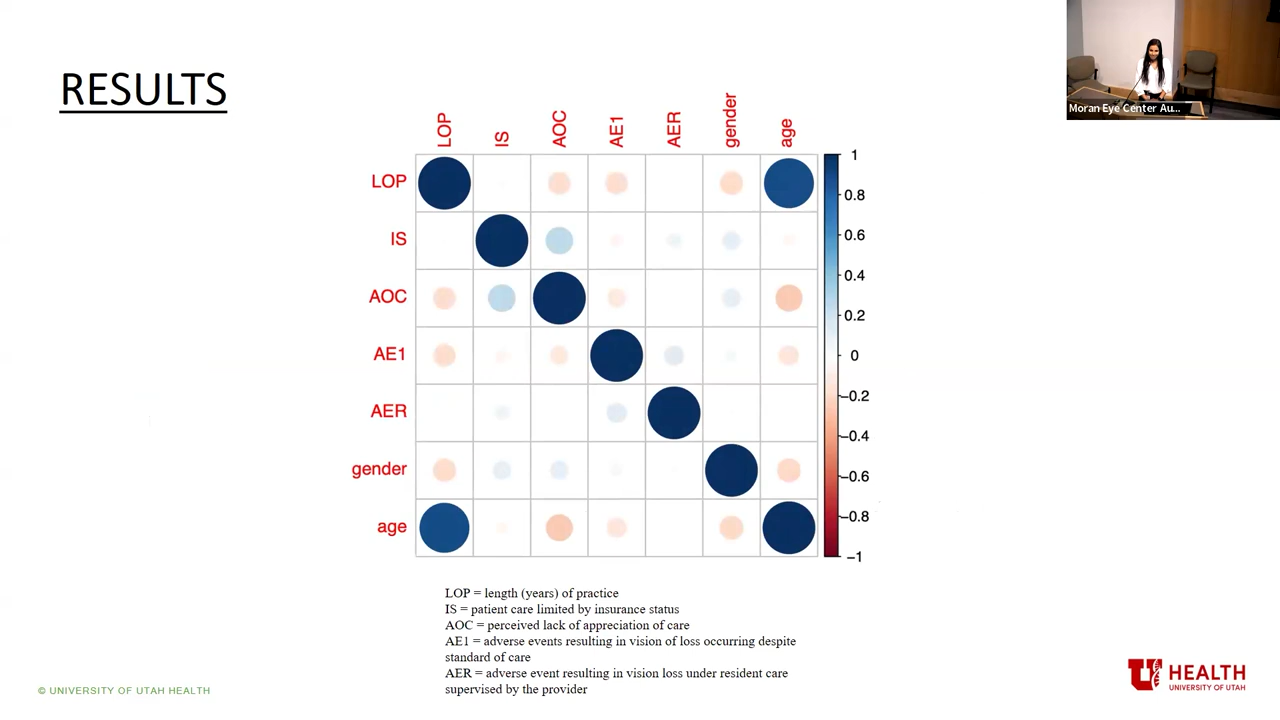 RESULTS
Moran Eye Center Au...
LOP
IS
AOC
AE1
AER
gender
age
LOP
IS
AOC
AE1
AER
gender
age
1
0.8
0.6
0.4
0.2
0
−0.2
−0.4
−0.6
−0.8
−1
LOP = length (years) of practice
IS = patient care limited by insurance status
AOC = perceived lack of appreciation of care
AE1 = adverse events resulting in vision of loss occurring despite
standard of care
AER = adverse event resulting in vision loss under resident care
supervised by the provider
© UNIVERSITY OF UTAH HEALTH
U HEALTH
UNIVERSITY OF UTAH